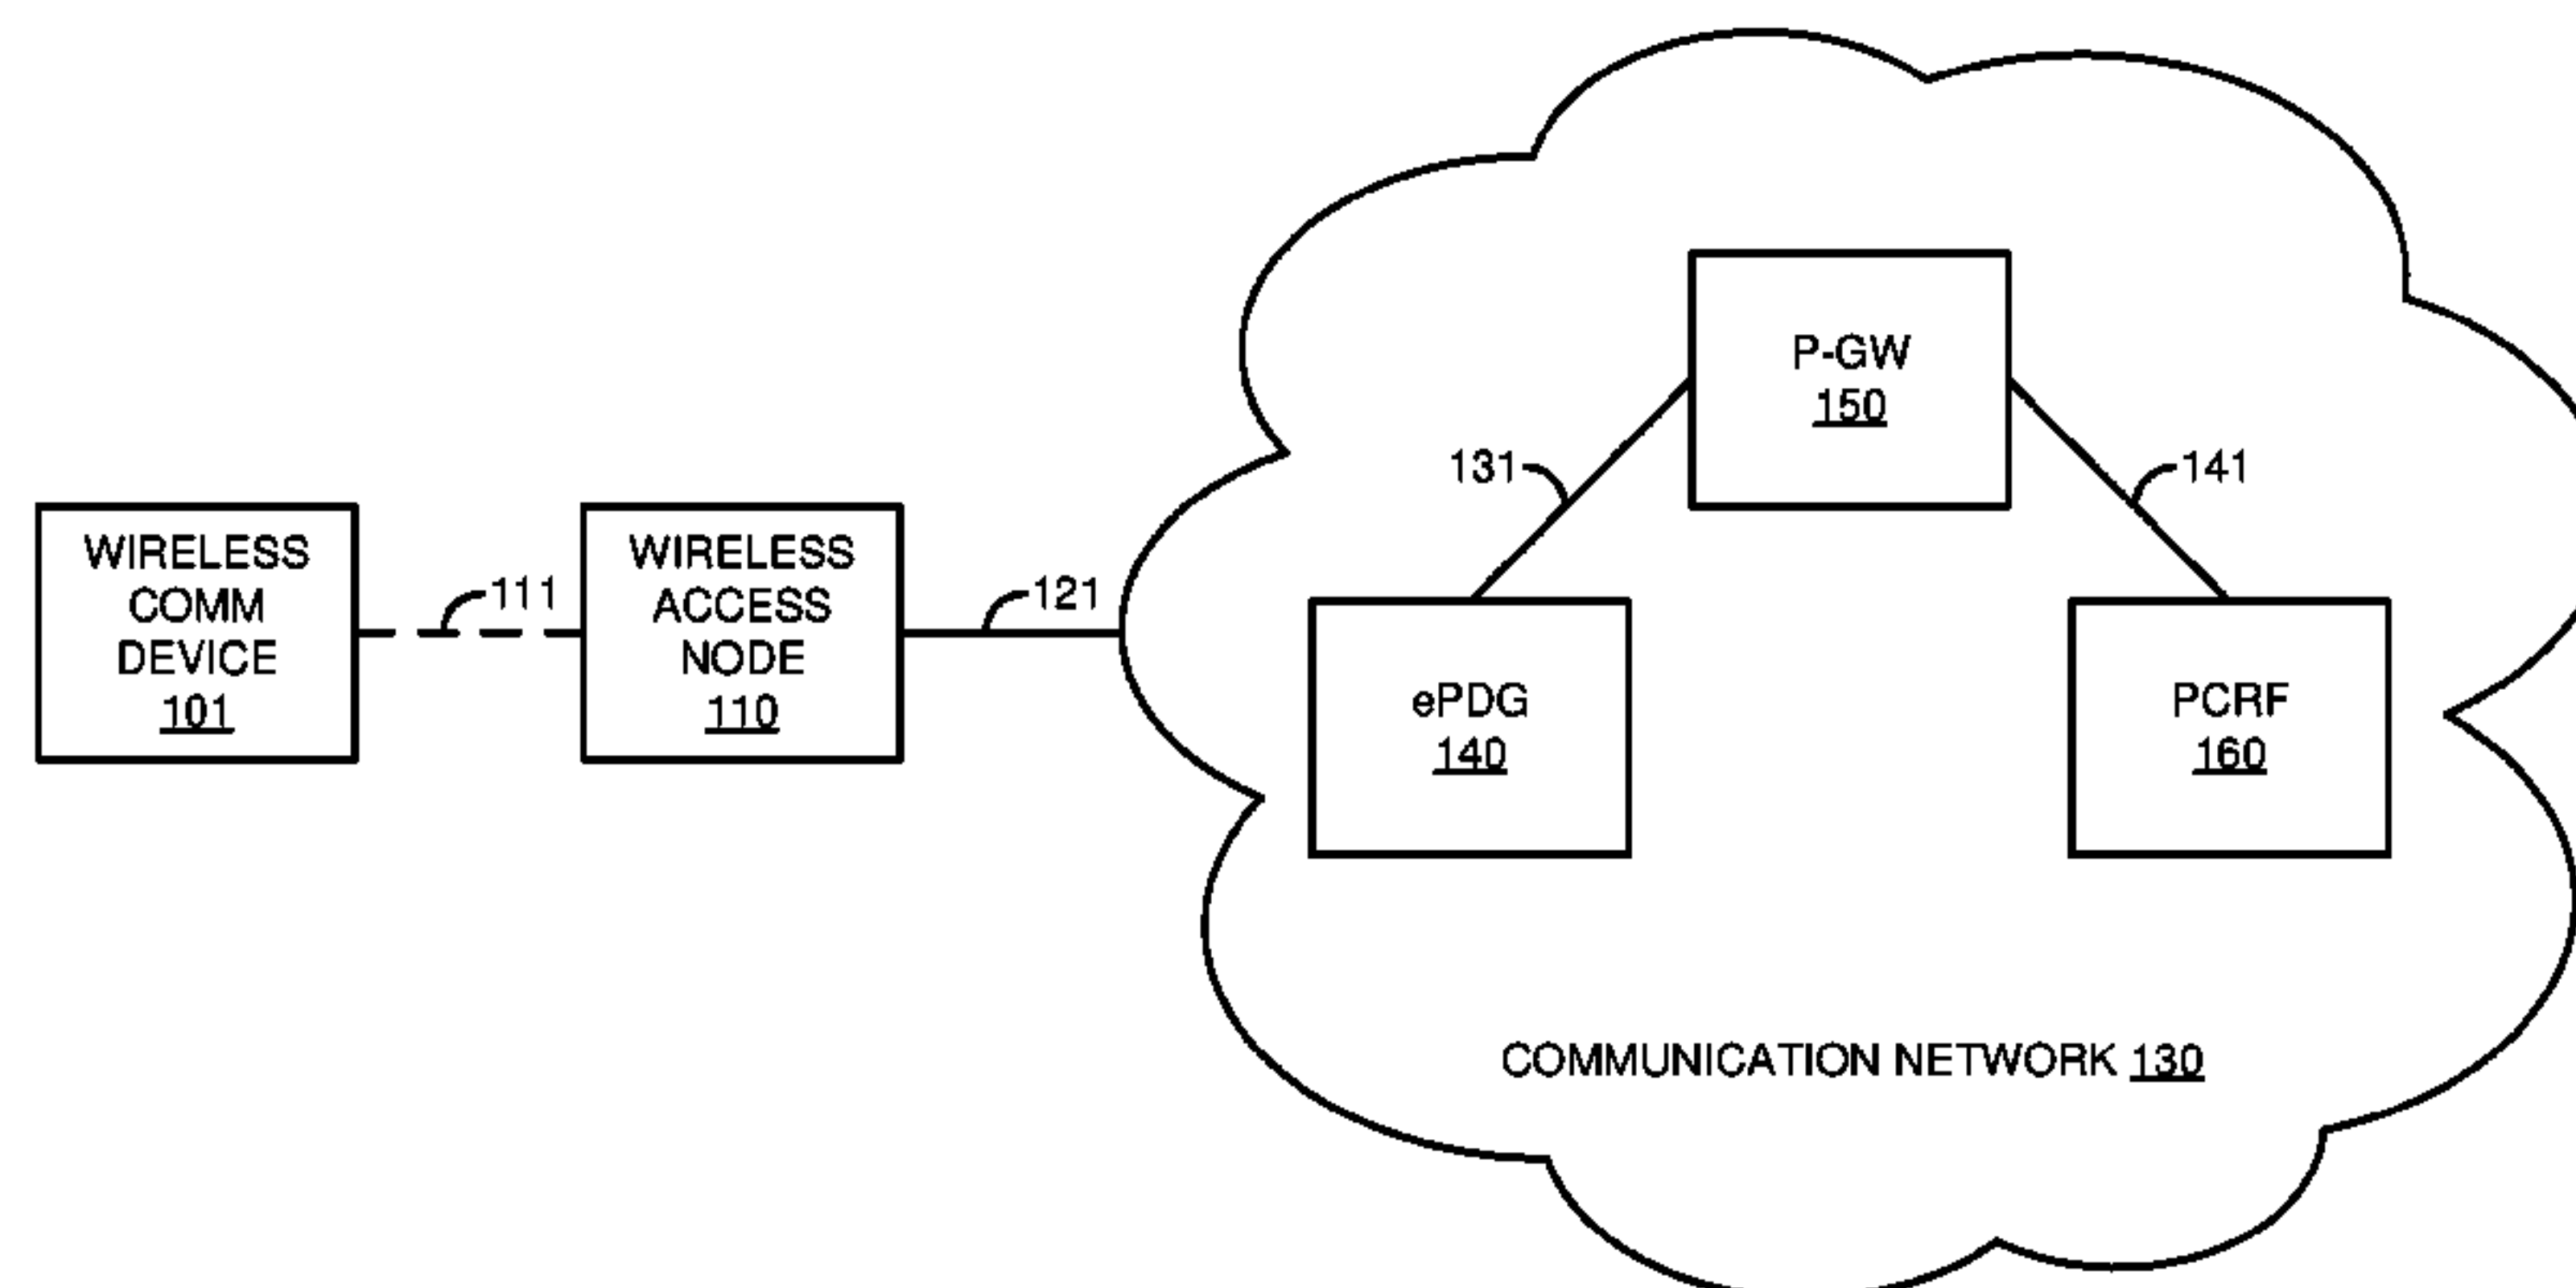 P-GW
150
131
141
WIRELESS
COMM
DEVICE
101
111
WIRELESS
ACCESS
NODE
110
121
ePDG
140
PCRF
160
COMMUNICATION NETWORK 130